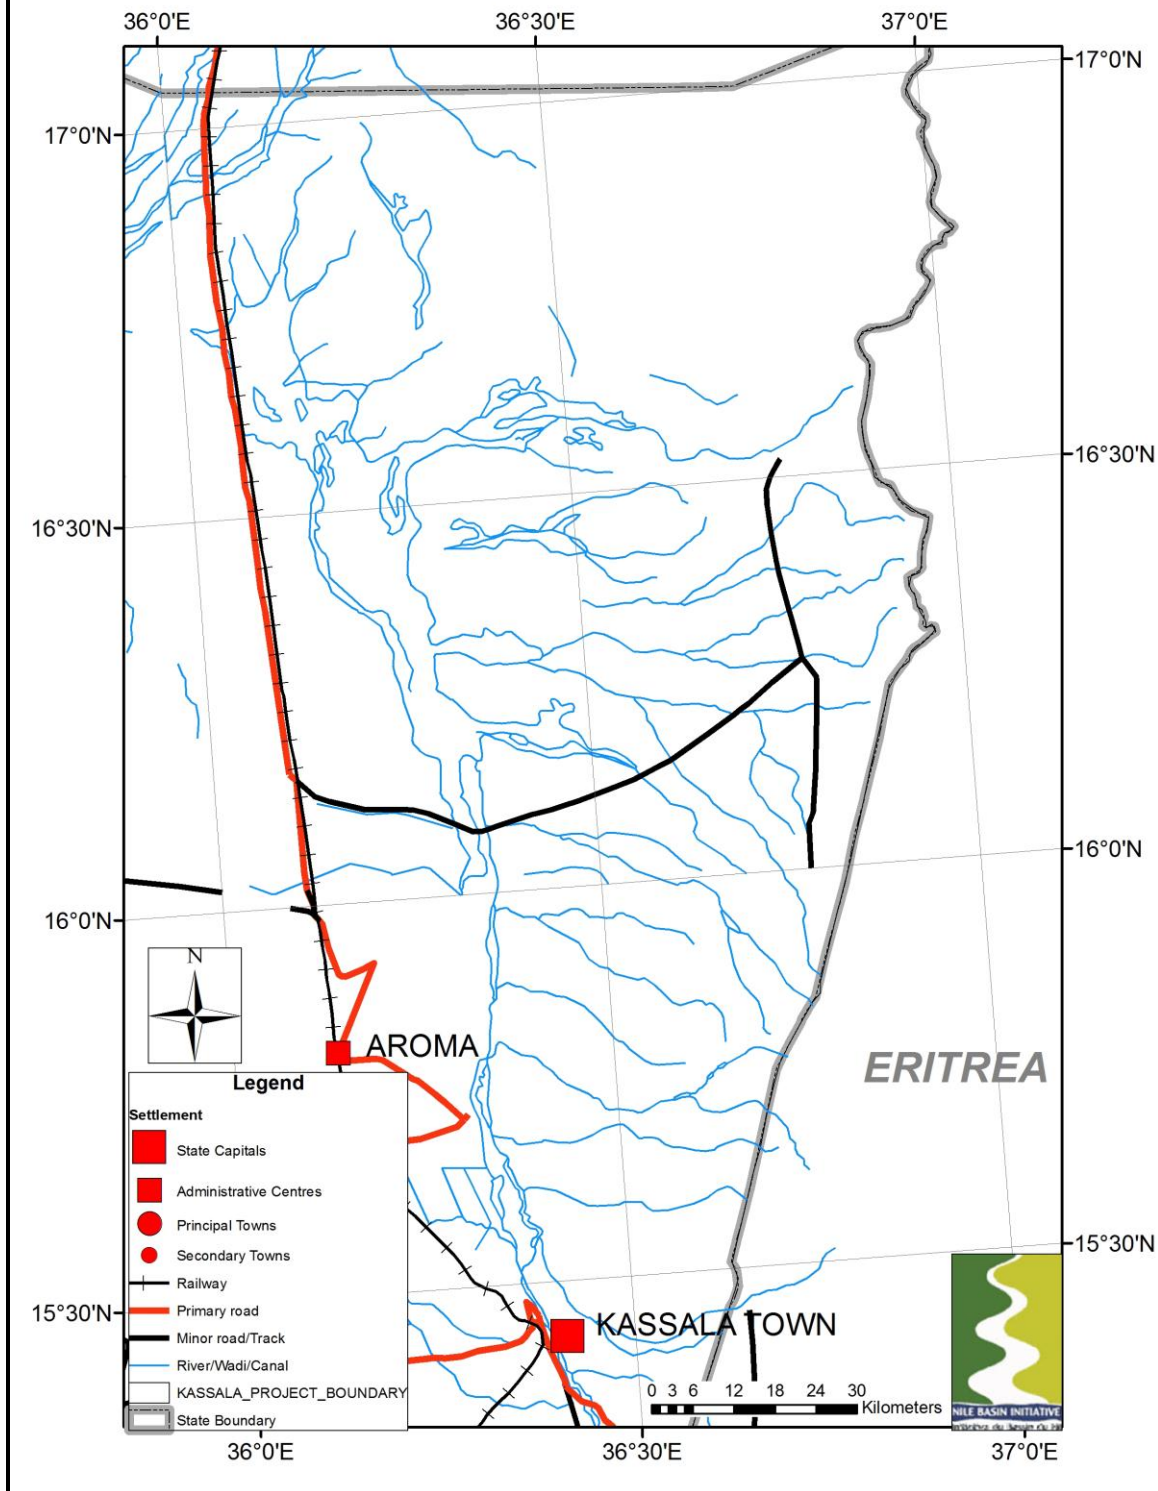 36°0'E 36°30'E 37°0'E
17°0'N
17°0'N
16°30'N
16°30'N
16°0'N
16°0'N
N
AROMA
ERITREA
Legend
Settlement
State Capitals
Administrative Centres
Principal Towns
Secondary Towns
Railway
Primary road
Minor road/Track
River/Wadi/Canal
KASSALA_PROJECT_BOUNDARY
State Boundary
15°30'N
15°30'N
KASSALA TOWN
0 3 6 12 18 24 30
Kilometers
NILE BASIN INITIATIVE
36°0'E 36°30'E 37°0'E